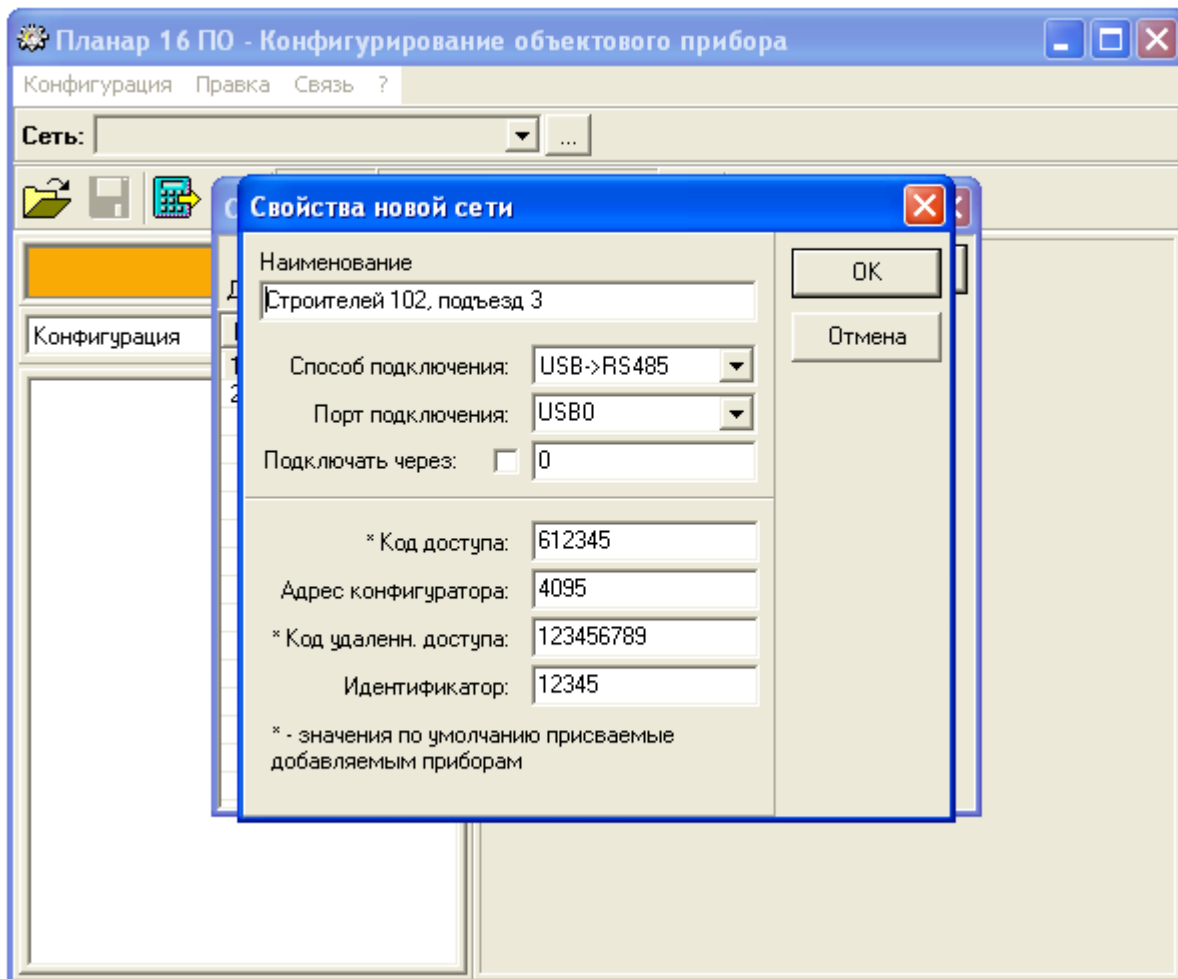 Планар 16 ПО - Конфигурирование объектового прибора
Конфигурация Правка Связь ?
Сеть:
...
Свойства новой сети
Наименование
Строителей 102, подъезд 3
OK
Отмена
Конфигурация
Способ подключения: USB->RS485
Порт подключения: USB0
Подключать через: 0
* Код доступа: 612345
Адрес конфигуратора: 4095
* Код удаленн. доступа: 123456789
Идентификатор: 12345
* - значения по умолчанию присваемые
добавляемым приборам